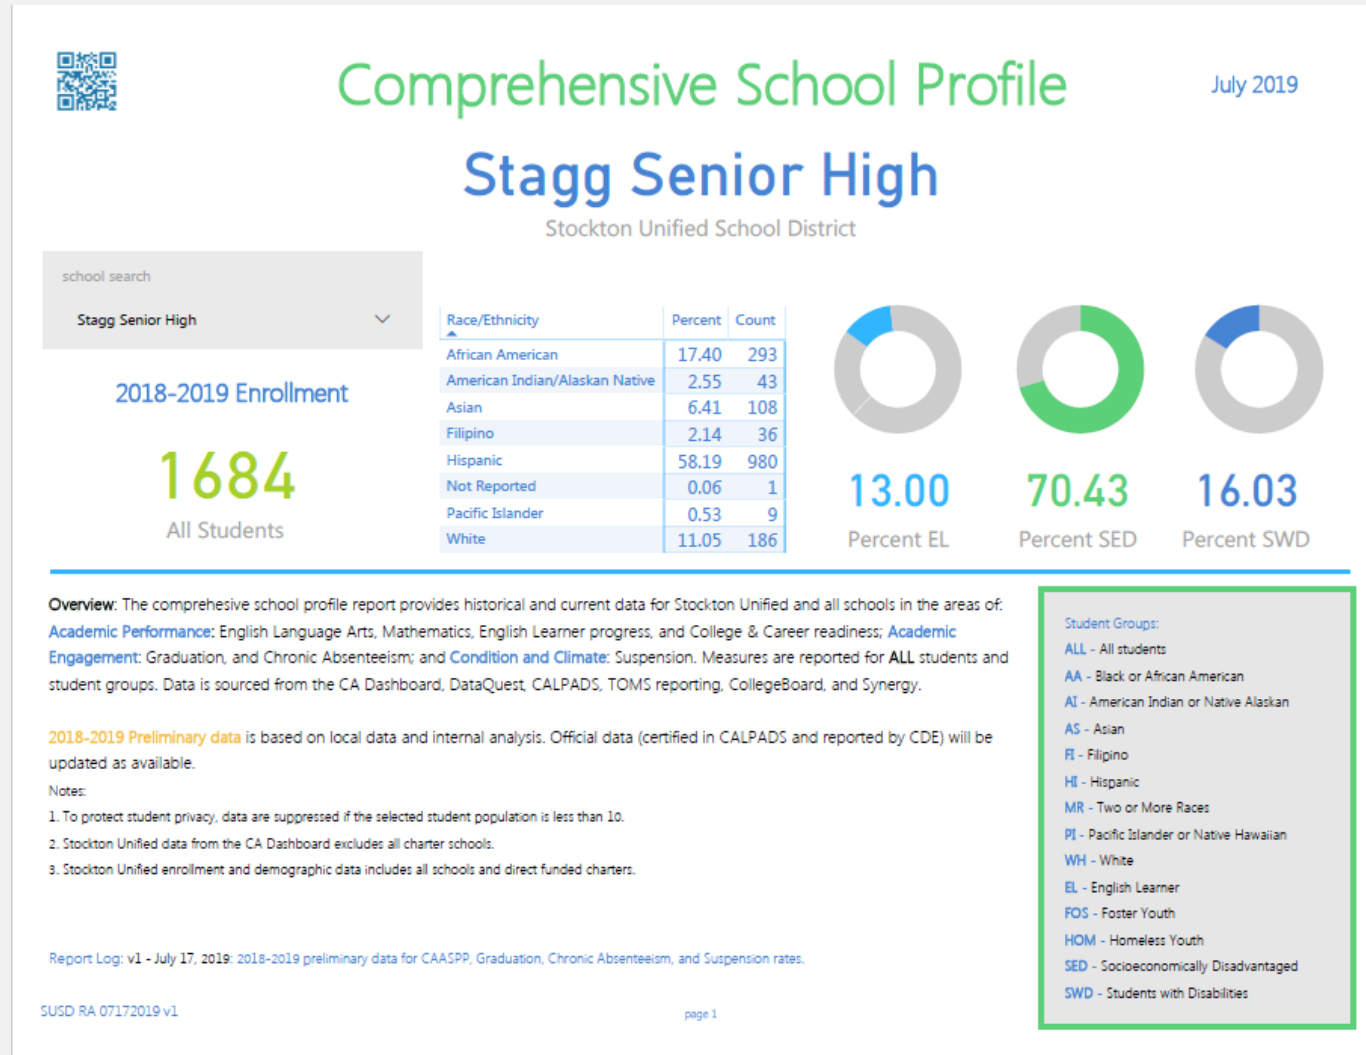 Comprehensive School Profile
July 2019
Stagg Senior High
Stockton Unified School District
school search
Stagg Senior High
2018-2019 Enrollment
1684
All Students
Race/Ethnicity Percent Count
African American 17.40 293
American Indian/Alaskan Native 2.55 43
Asian 6.41 108
Filipino 2.14 36
Hispanic 58.19 980
Not Reported 0.06 1
Pacific Islander 0.53 9
White 11.05 186
13.00
Percent EL
70.43
Percent SED
16.03
Percent SWD
Overview: The comprehesive school profile report provides historical and current data for Stockton Unified and all schools in the areas of:
Academic Performance: English Language Arts, Mathematics, English Learner progress, and College & Career readiness; Academic
Engagement: Graduation, and Chronic Absenteeism; and Condition and Climate: Suspension. Measures are reported for ALL students and
student groups. Data is sourced from the CA Dashboard, DataQuest, CALPADS, TOMS reporting, CollegeBoard, and Synergy.
2018-2019 Preliminary data is based on local data and internal analysis. Official data (certified in CALPADS and reported by CDE) will be
updated as available.
Notes:
1. To protect student privacy, data are suppressed if the selected student population is less than 10.
2. Stockton Unified data from the CA Dashboard excludes all charter schools.
3. Stockton Unified enrollment and demographic data includes all schools and direct funded charters.
Report Log: v1 - July 17, 2019: 2018-2019 preliminary data for CAASPP, Graduation, Chronic Absenteeism, and Suspension rates.
SUSD RA 07172019 v1
page 1
Student Groups:
ALL - All students
AA - Black or African American
AI - American Indian or Native Alaskan
AS - Asian
FI - Filipino
HI - Hispanic
MR - Two or More Races
PI - Pacific Islander or Native Hawaiian
WH - White
EL - English Learner
FOS - Foster Youth
HOM - Homeless Youth
SED - Socioeconomically Disadvantaged
SWD - Students with Disabilities